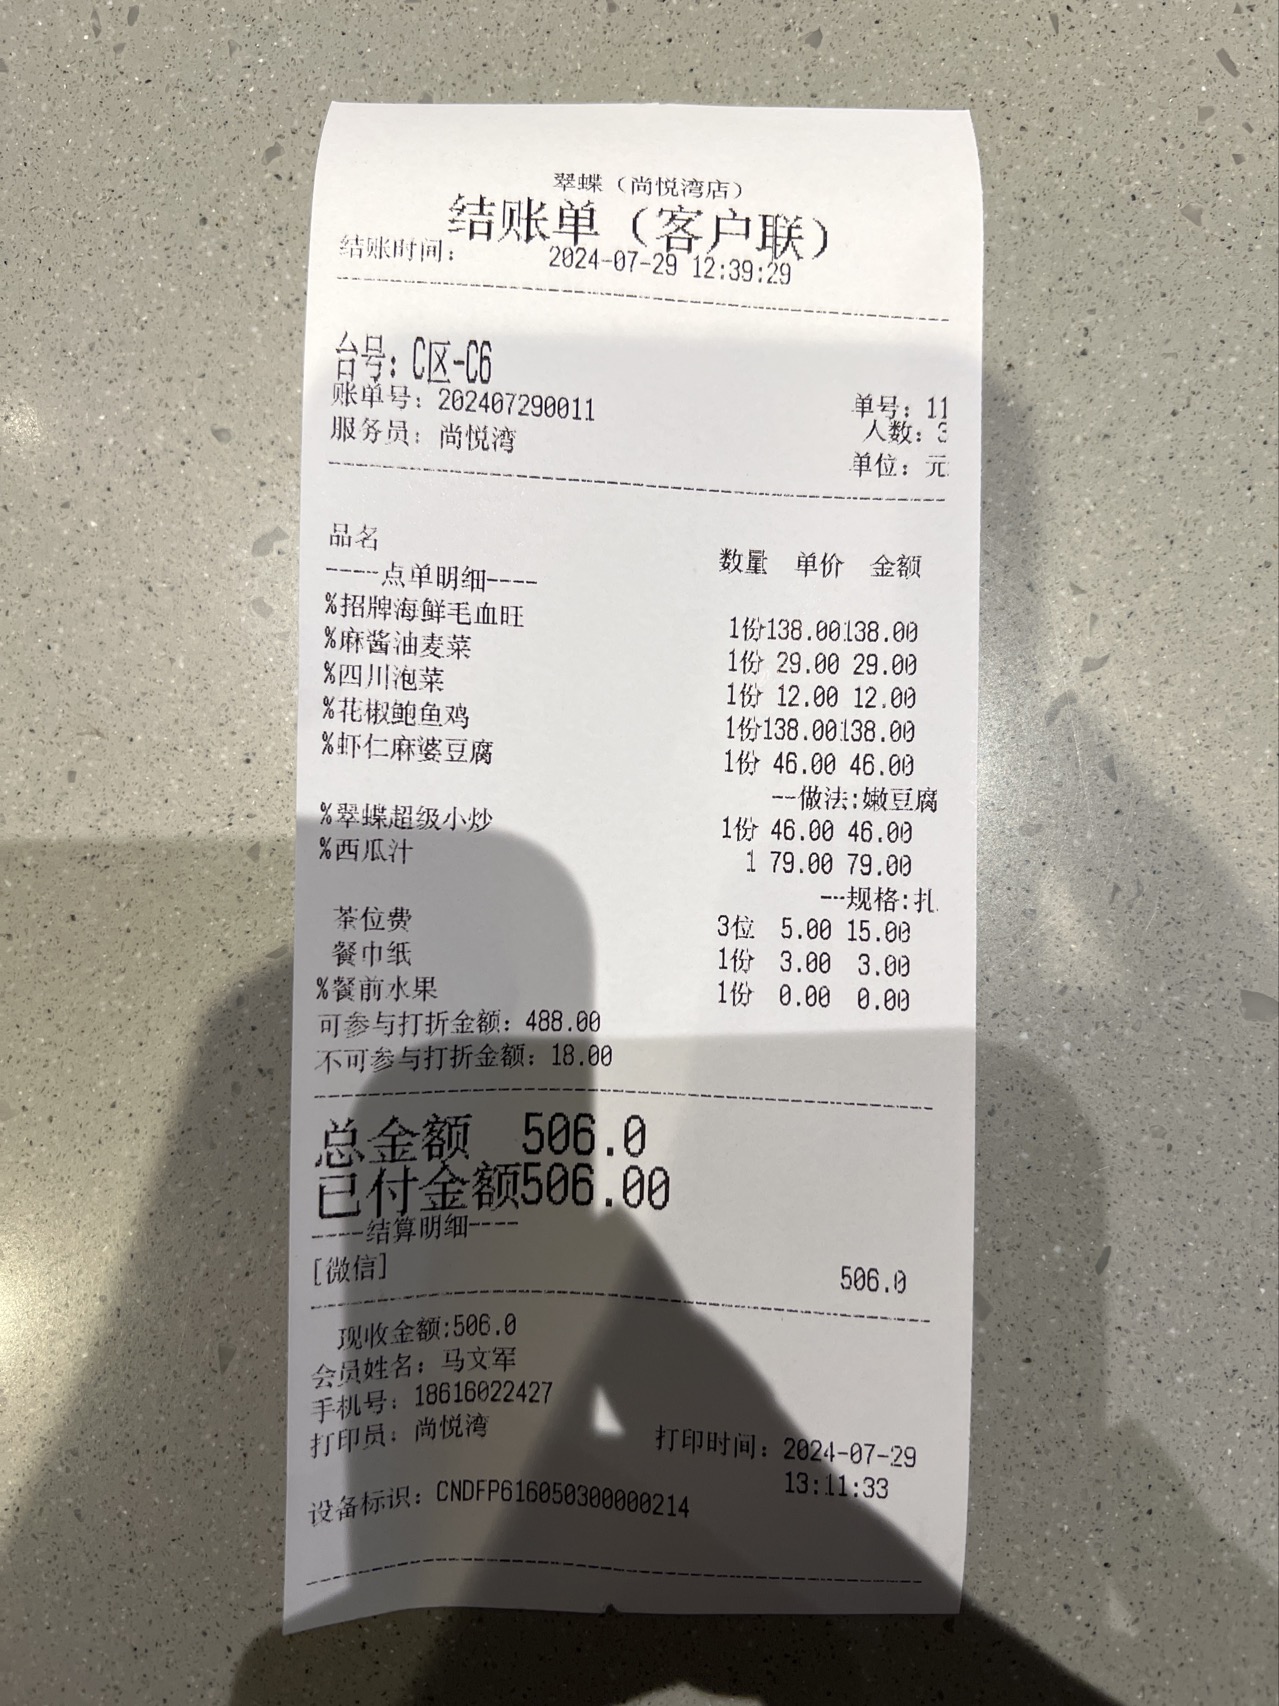 翠蝶（尚悦湾店）
结账单（客户联）
结账时间： 2024-07-29 12:39:29
台号：C区-C6
账单号：202407290011 单号：11
服务员：尚悦湾 人数：3
单位：元
品名 数量 单价 金额
----点单明细----
%招牌海鲜毛血旺 1份138.00138.00
%麻酱油麦菜 1份 29.00 29.00
%四川泡菜 1份 12.00 12.00
%花椒鲍鱼鸡 1份138.00138.00
%虾仁麻婆豆腐 1份 46.00 46.00
--做法:嫩豆腐
%翠蝶超级小炒 1份 46.00 46.00
%西瓜汁 1 79.00 79.00
--规格:扎
茶位费 3位 5.00 15.00
餐巾纸 1份 3.00 3.00
%餐前水果 1份 0.00 0.00
可参与打折金额：488.00
不可参与打折金额：18.00
总金额 506.0
已付金额506.00
----结算明细----
[微信] 506.0
现收金额:506.0
会员姓名：马文军
手机号：18616022427
打印员：尚悦湾 打印时间：2024-07-29
13:11:33
设备标识：CNDFP616050300000214